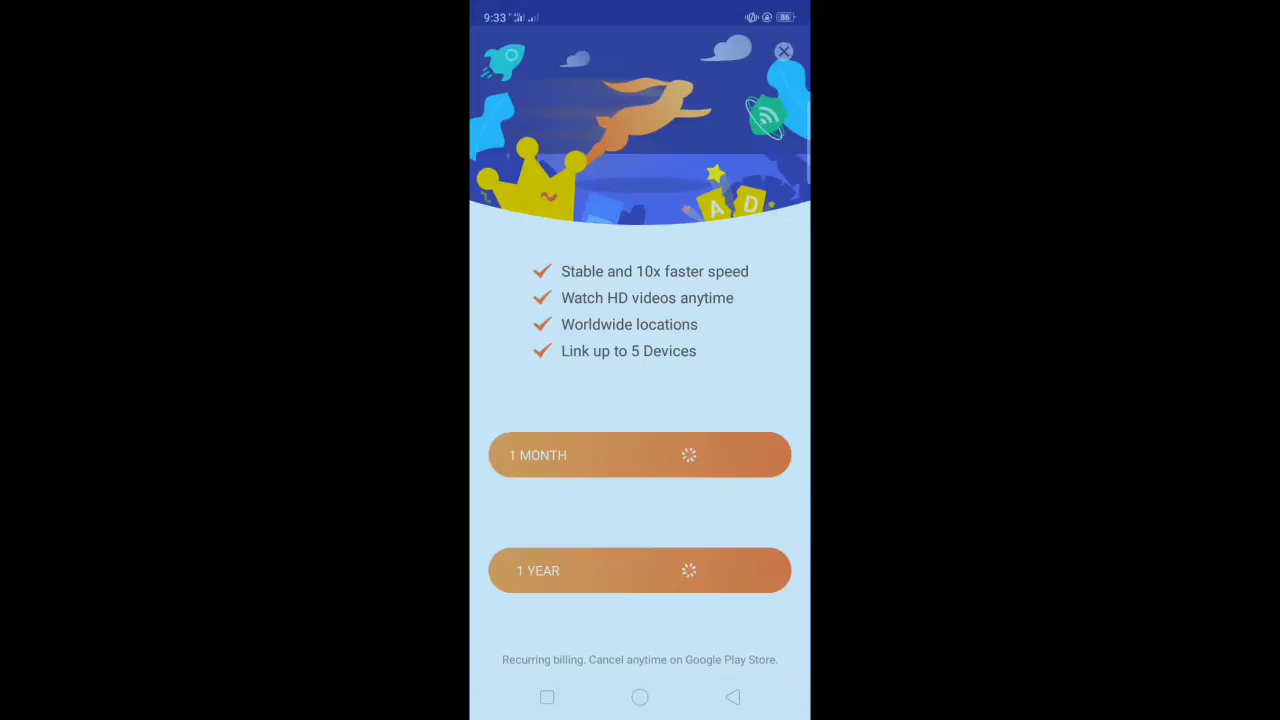 9:33
86
A D
Stable and 10x faster speed
Watch HD videos anytime
Worldwide locations
Link up to 5 Devices
1 MONTH
1 YEAR
Recurring billing. Cancel anytime on Google Play Store.